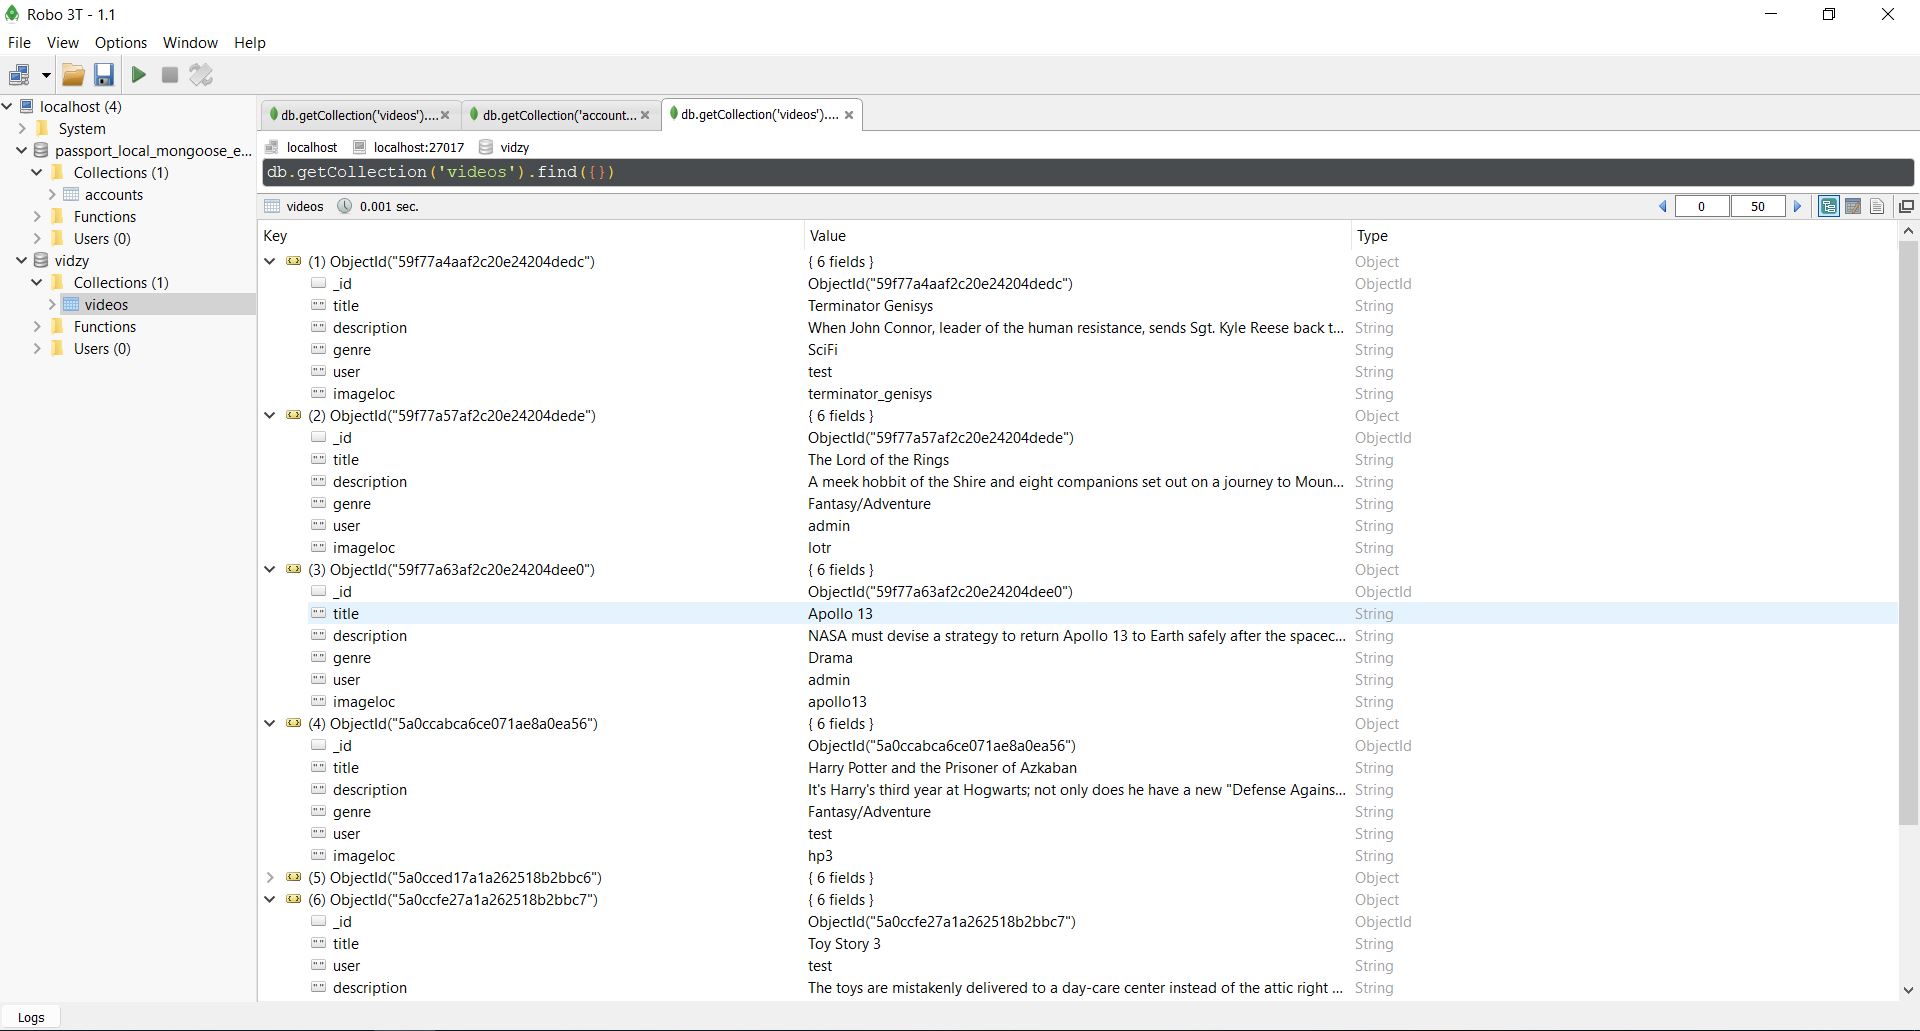 Robo 3T - 1.1
File View Options Window Help
localhost (4)
System
passport_local_mongoose_e...
Collections (1)
accounts
Functions
Users (0)
vidzy
Collections (1)
videos
Functions
Users (0)
db.getCollection('videos').... db.getCollection('account... db.getCollection('videos')....
localhost localhost:27017 vidzy
db.getCollection('videos').find({})
videos 0.001 sec. 0 50
Key Value Type
(1) ObjectId("59f77a4aaf2c20e24204dedc") { 6 fields } Object
_id ObjectId("59f77a4aaf2c20e24204dedc") ObjectId
title Terminator Genisys String
description When John Connor, leader of the human resistance, sends Sgt. Kyle Reese back t... String
genre SciFi String
user test String
imageloc terminator_genisys String
(2) ObjectId("59f77a57af2c20e24204dede") { 6 fields } Object
_id ObjectId("59f77a57af2c20e24204dede") ObjectId
title The Lord of the Rings String
description A meek hobbit of the Shire and eight companions set out on a journey to Moun... String
genre Fantasy/Adventure String
user admin String
imageloc lotr String
(3) ObjectId("59f77a63af2c20e24204dee0") { 6 fields } Object
_id ObjectId("59f77a63af2c20e24204dee0") ObjectId
title Apollo 13 String
description NASA must devise a strategy to return Apollo 13 to Earth safely after the spacec... String
genre Drama String
user admin String
imageloc apollo13 String
(4) ObjectId("5a0ccabca6ce071ae8a0ea56") { 6 fields } Object
_id ObjectId("5a0ccabca6ce071ae8a0ea56") ObjectId
title Harry Potter and the Prisoner of Azkaban String
description It's Harry's third year at Hogwarts; not only does he have a new "Defense Agains... String
genre Fantasy/Adventure String
user test String
imageloc hp3 String
(5) ObjectId("5a0cced17a1a262518b2bbc6") { 6 fields } Object
(6) ObjectId("5a0ccfe27a1a262518b2bbc7") { 6 fields } Object
_id ObjectId("5a0ccfe27a1a262518b2bbc7") ObjectId
title Toy Story 3 String
user test String
description The toys are mistakenly delivered to a day-care center instead of the attic right ... String
Logs